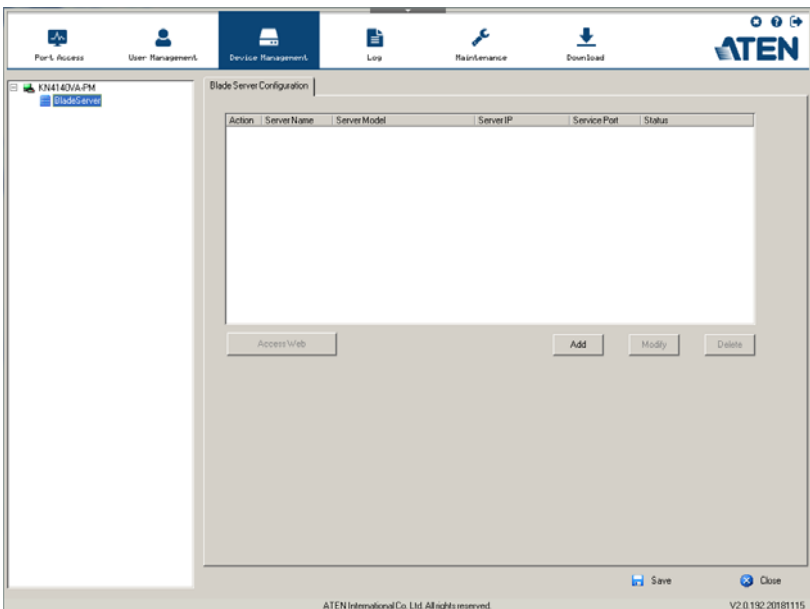 Port Access
User Management
Device Management
Log
Maintenance
Download
ATEN
KN4140VA-PM
BladeServer
Blade Server Configuration
Action Server Name Server Model Server IP Service Port Status
Access Web
Add
Modify
Delete
Save
Close
ATEN International Co., Ltd. All rights reserved.
V2.0.192.20181115